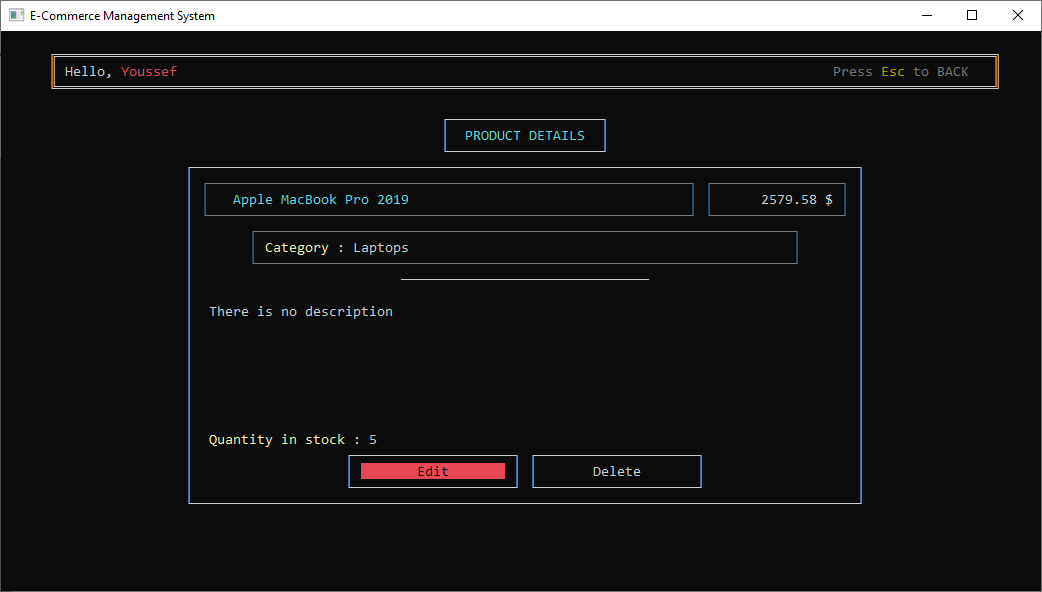 E-Commerce Management System
Hello, Youssef Press Esc to BACK
PRODUCT DETAILS
Apple MacBook Pro 2019 2579.58 $
Category : Laptops
There is no description
Quantity in stock : 5
Edit Delete